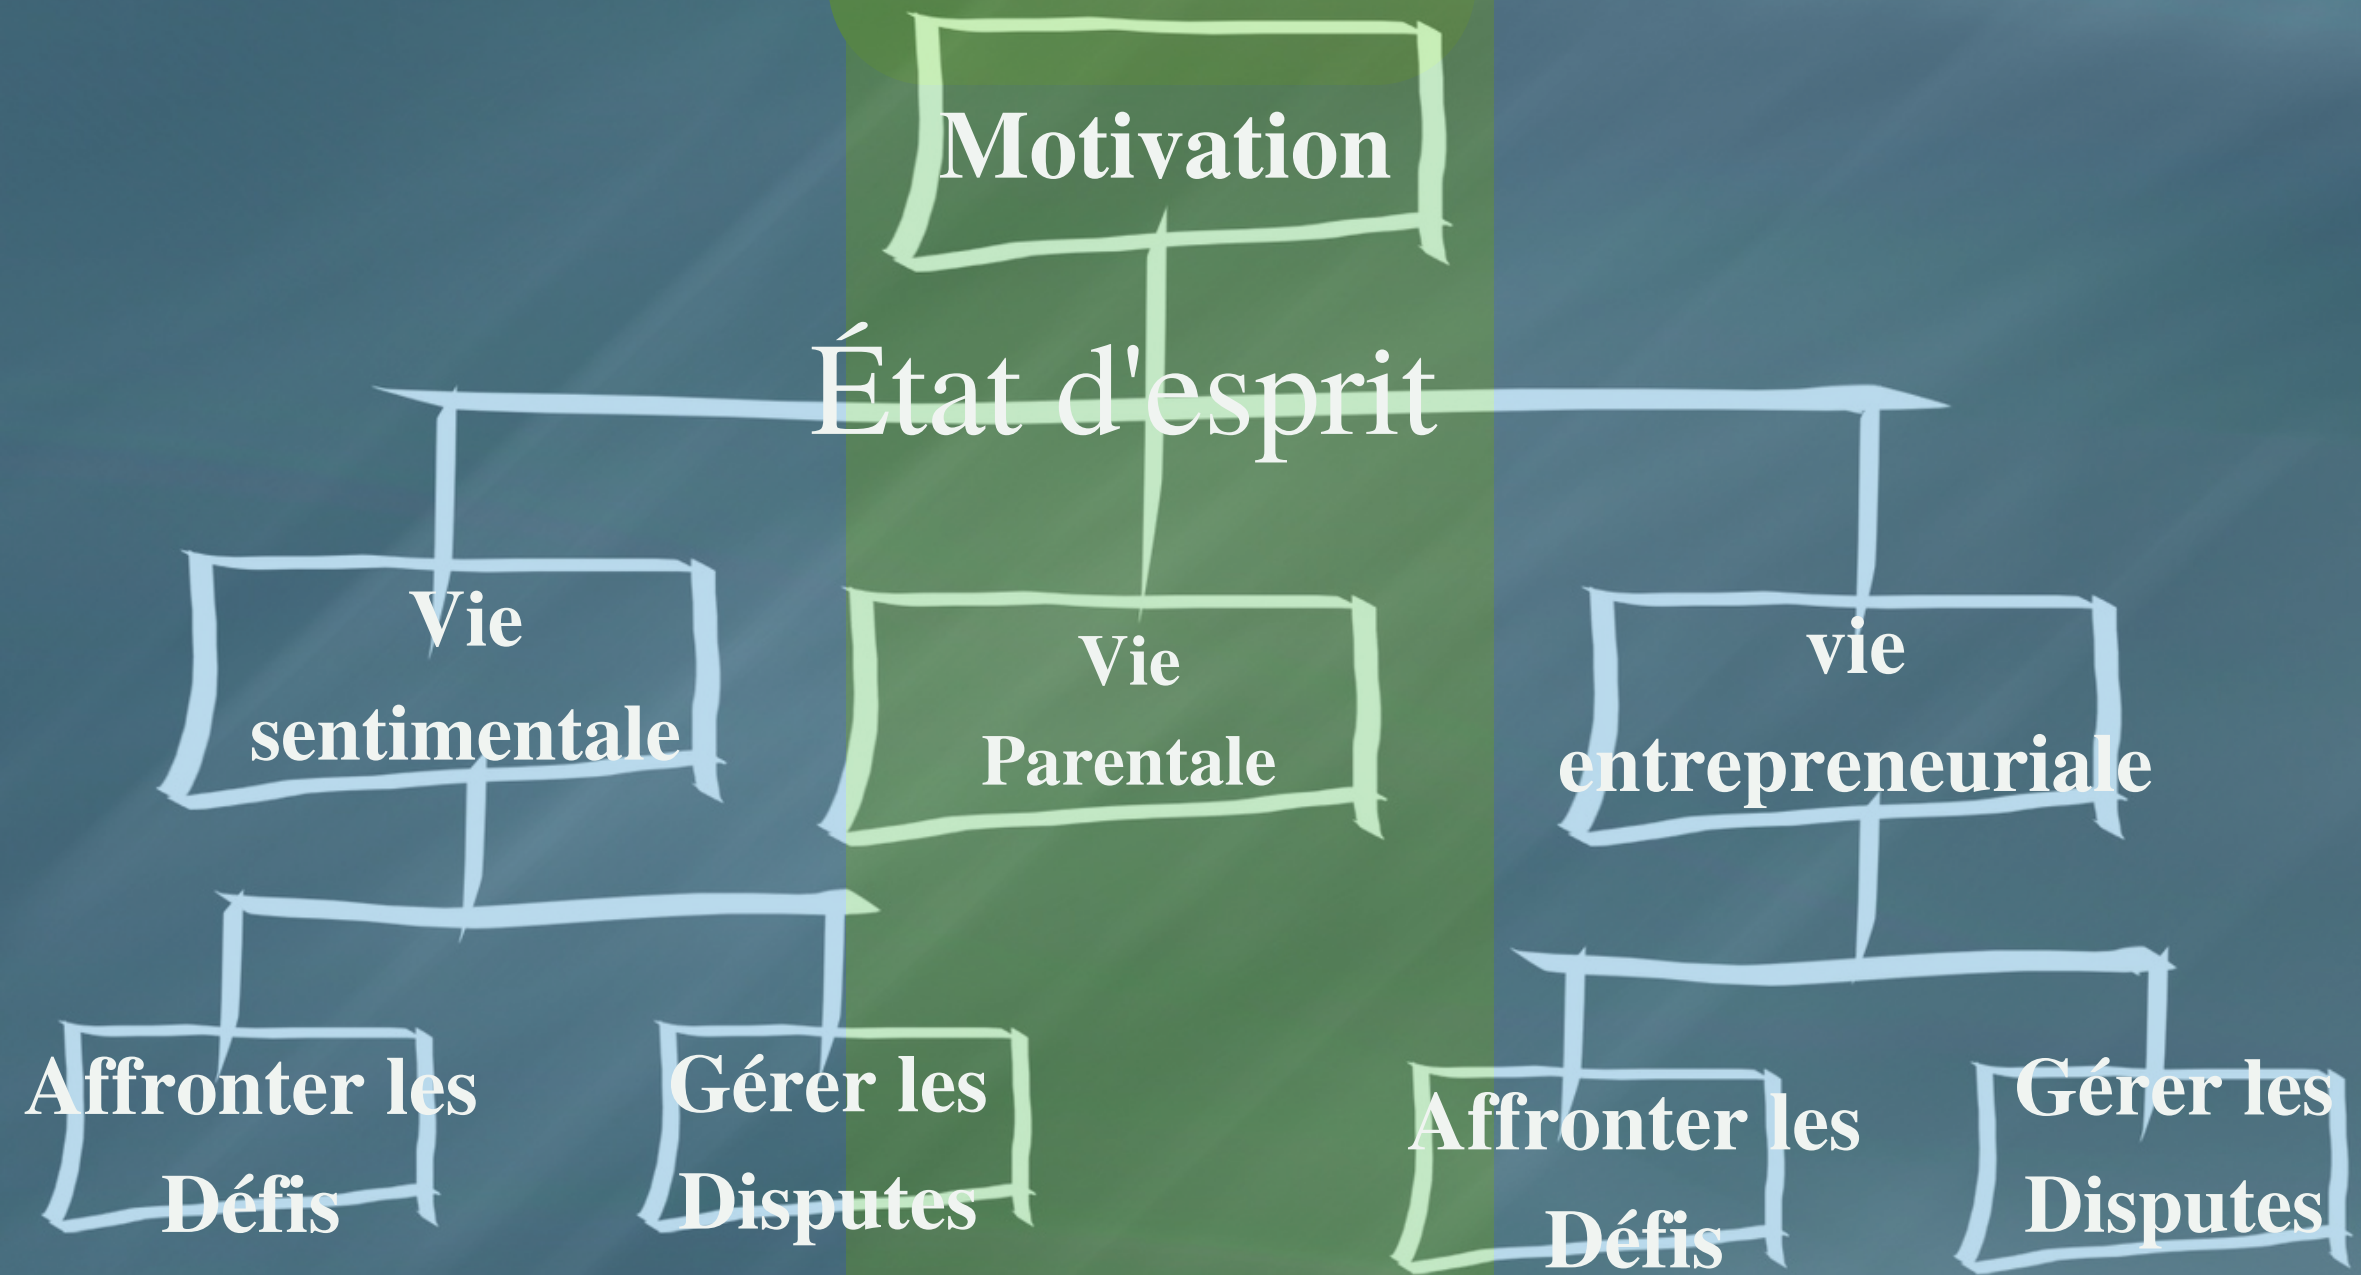 Motivation
État d'esprit
Vie
sentimentale
Vie
Parentale
vie
entrepreneuriale
Affronter les
Défis
Gérer les
Disputes
Affronter les
Défis
Gérer les
Disputes